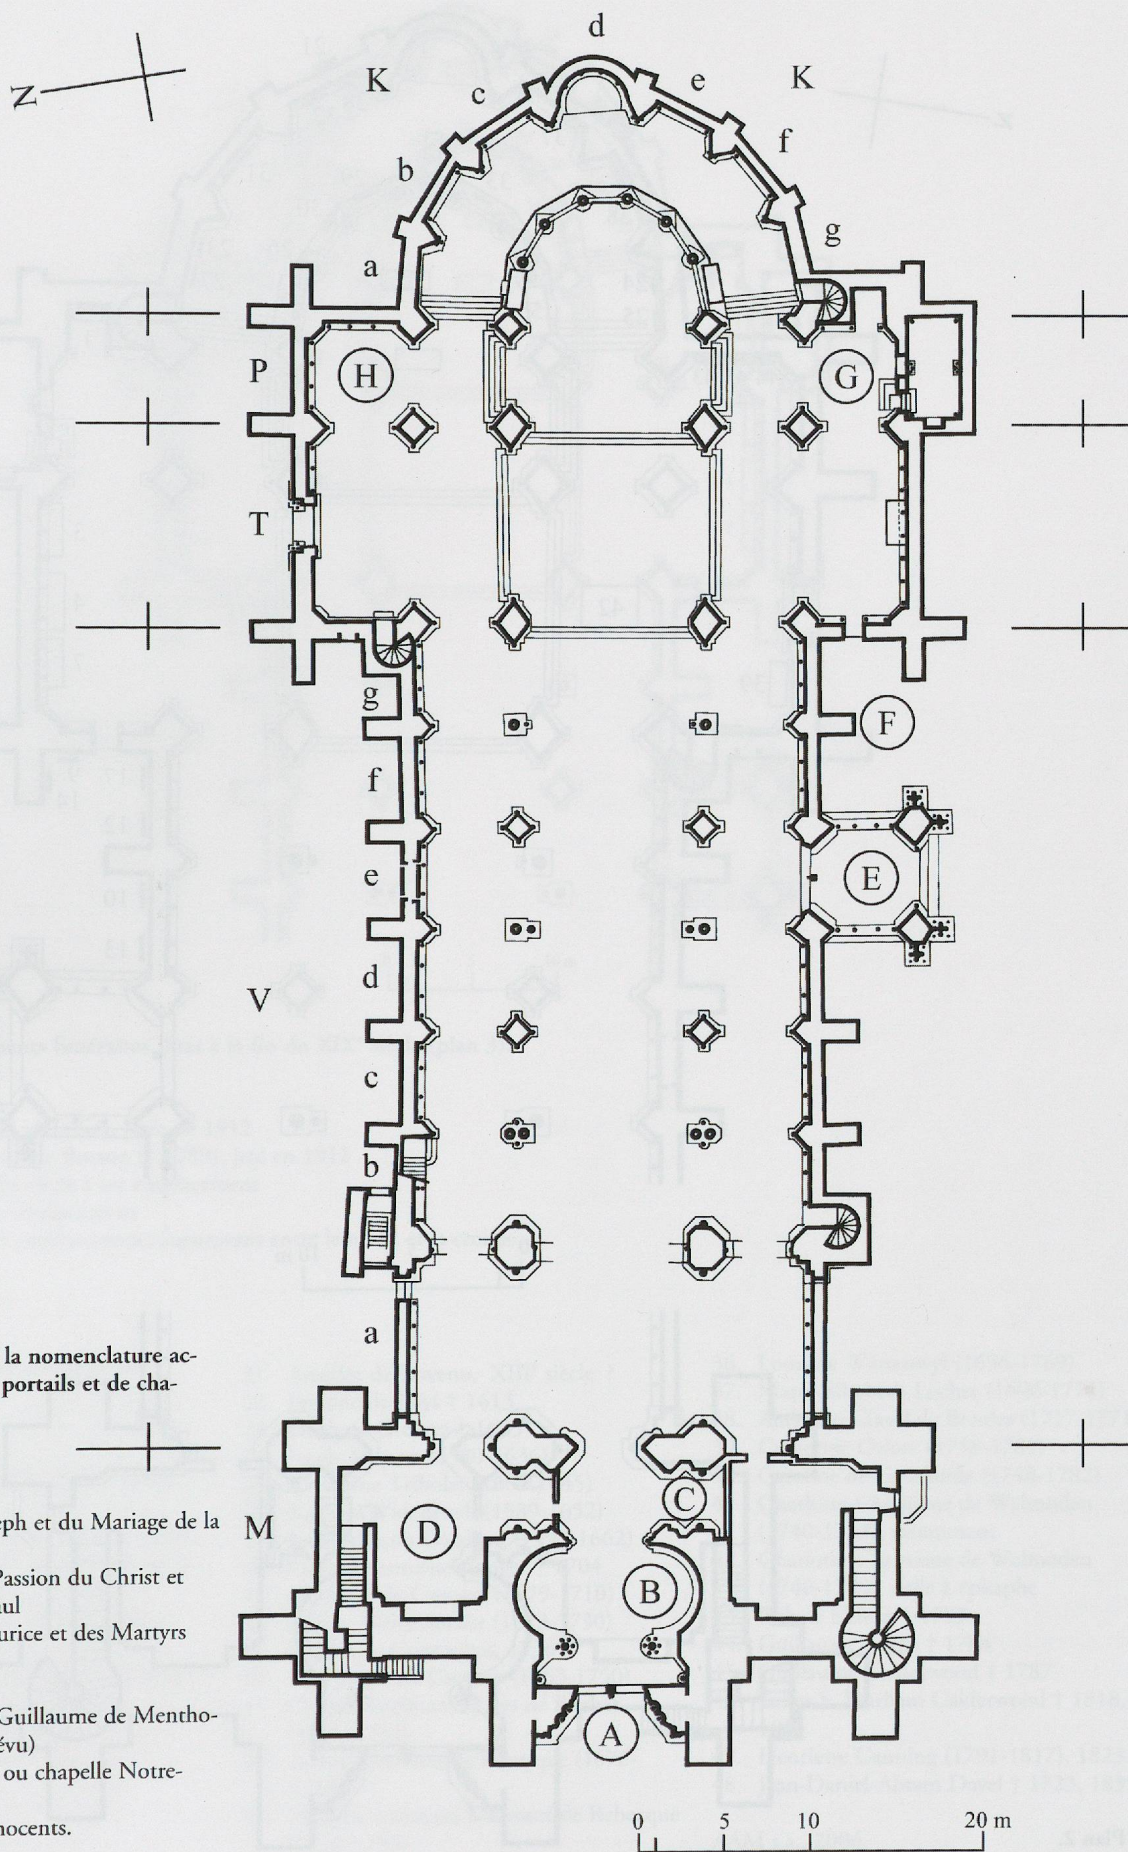 d
K c e K
N
b f
a g
P H G
T
g
F
f
e E
d
V
c
b
a
la nomenclature ac-
portails et de cha-
C
eph et du Mariage de la
M D
Passion du Christ et
B
aul
urice et des Martyrs
Guillaume de Mentho-
A
évu)
ou chapelle Notre-
nocents.
0 5 10 20 m